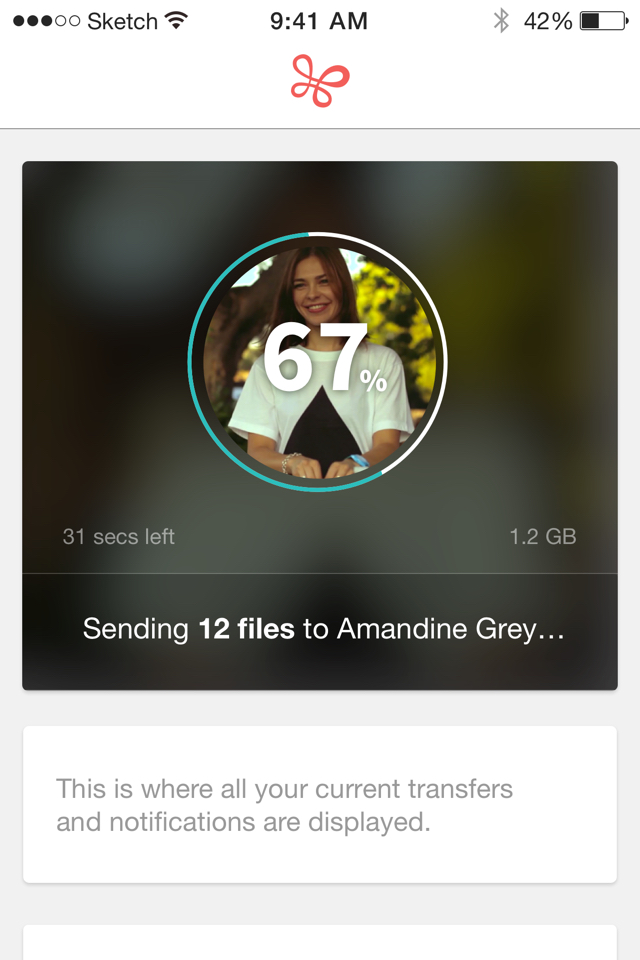 Sketch 9:41 AM 42%
67%
31 secs left 1.2 GB
Sending 12 files to Amandine Grey...
This is where all your current transfers
and notifications are displayed.